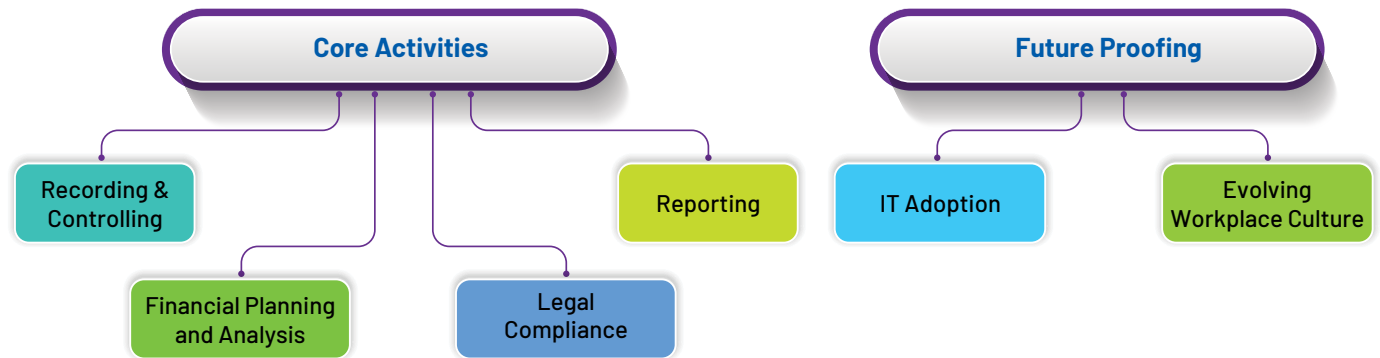 Core Activities
Future Proofing
Recording &
Controlling
Reporting
IT Adoption
Evolving
Workplace Culture
Financial Planning
and Analysis
Legal
Compliance